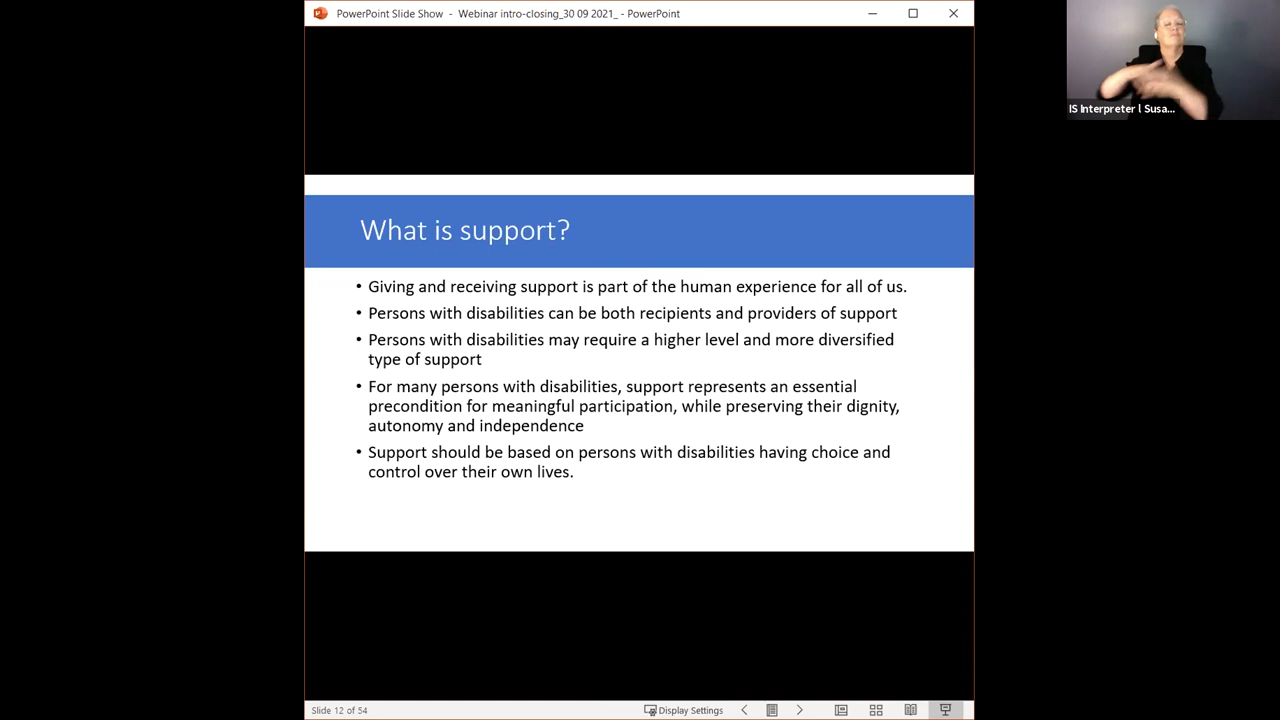 PowerPoint Slide Show - Webinar intro-closing_30 09 2021_ - PowerPoint
IS Interpreter l Susa...
What is support?
• Giving and receiving support is part of the human experience for all of us.
• Persons with disabilities can be both recipients and providers of support
• Persons with disabilities may require a higher level and more diversified
type of support
• For many persons with disabilities, support represents an essential
precondition for meaningful participation, while preserving their dignity,
autonomy and independence
• Support should be based on persons with disabilities having choice and
control over their own lives.
Slide 12 of 54
Display Settings